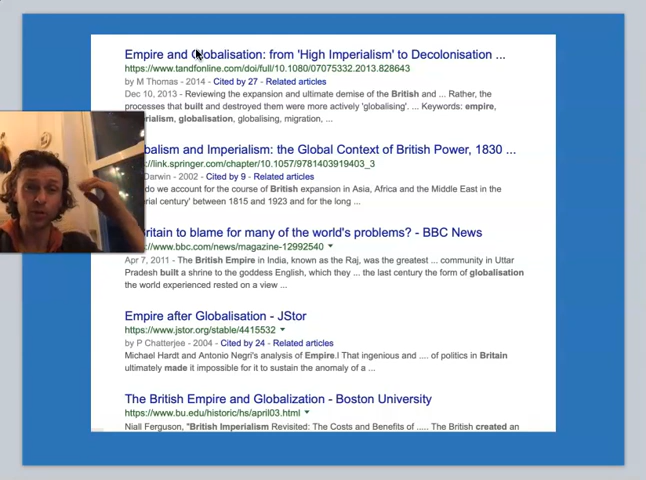 Empire and Globalisation: from 'High Imperialism' to Decolonisation ...
https://www.tandfonline.com/doi/full/10.1080/07075332.2013.828643
by M Thomas - 2014 - Cited by 27 - Related articles
Dec 10, 2013 - Reviewing the expansion and ultimate demise of the British and ... Rather, the
processes that built and destroyed them were more actively 'globalising'. ... Keywords: empire,
erialism, globalisation, globalising, migration, ...
balism and Imperialism: the Global Context of British Power, 1830 ...
://link.springer.com/chapter/10.1057/9781403919403_3
Darwin - 2002 - Cited by 9 - Related articles
do we account for the course of British expansion in Asia, Africa and the Middle East in the
erial century' between 1815 and 1923 and for the long ...
ritain to blame for many of the world's problems? - BBC News
://www.bbc.com/news/magazine-12992540
Apr 7, 2011 - The British Empire in India, known as the Raj, was the greatest ... community in Uttar
Pradesh built a shrine to the goddess English, which they ... the last century the form of globalisation
the world experienced rested on a view ...
Empire after Globalisation - JStor
https://www.jstor.org/stable/4415532
by P Chatterjee - 2004 - Cited by 24 - Related articles
Michael Hardt and Antonio Negri's analysis of Empire.l That ingenious and .... of politics in Britain
ultimately made it impossible for it to sustain the anomaly of a ...
The British Empire and Globalization - Boston University
https://www.bu.edu/historic/hs/april03.html
Niall Ferguson, "British Imperialism Revisited: The Costs and Benefits of ..... The British created an